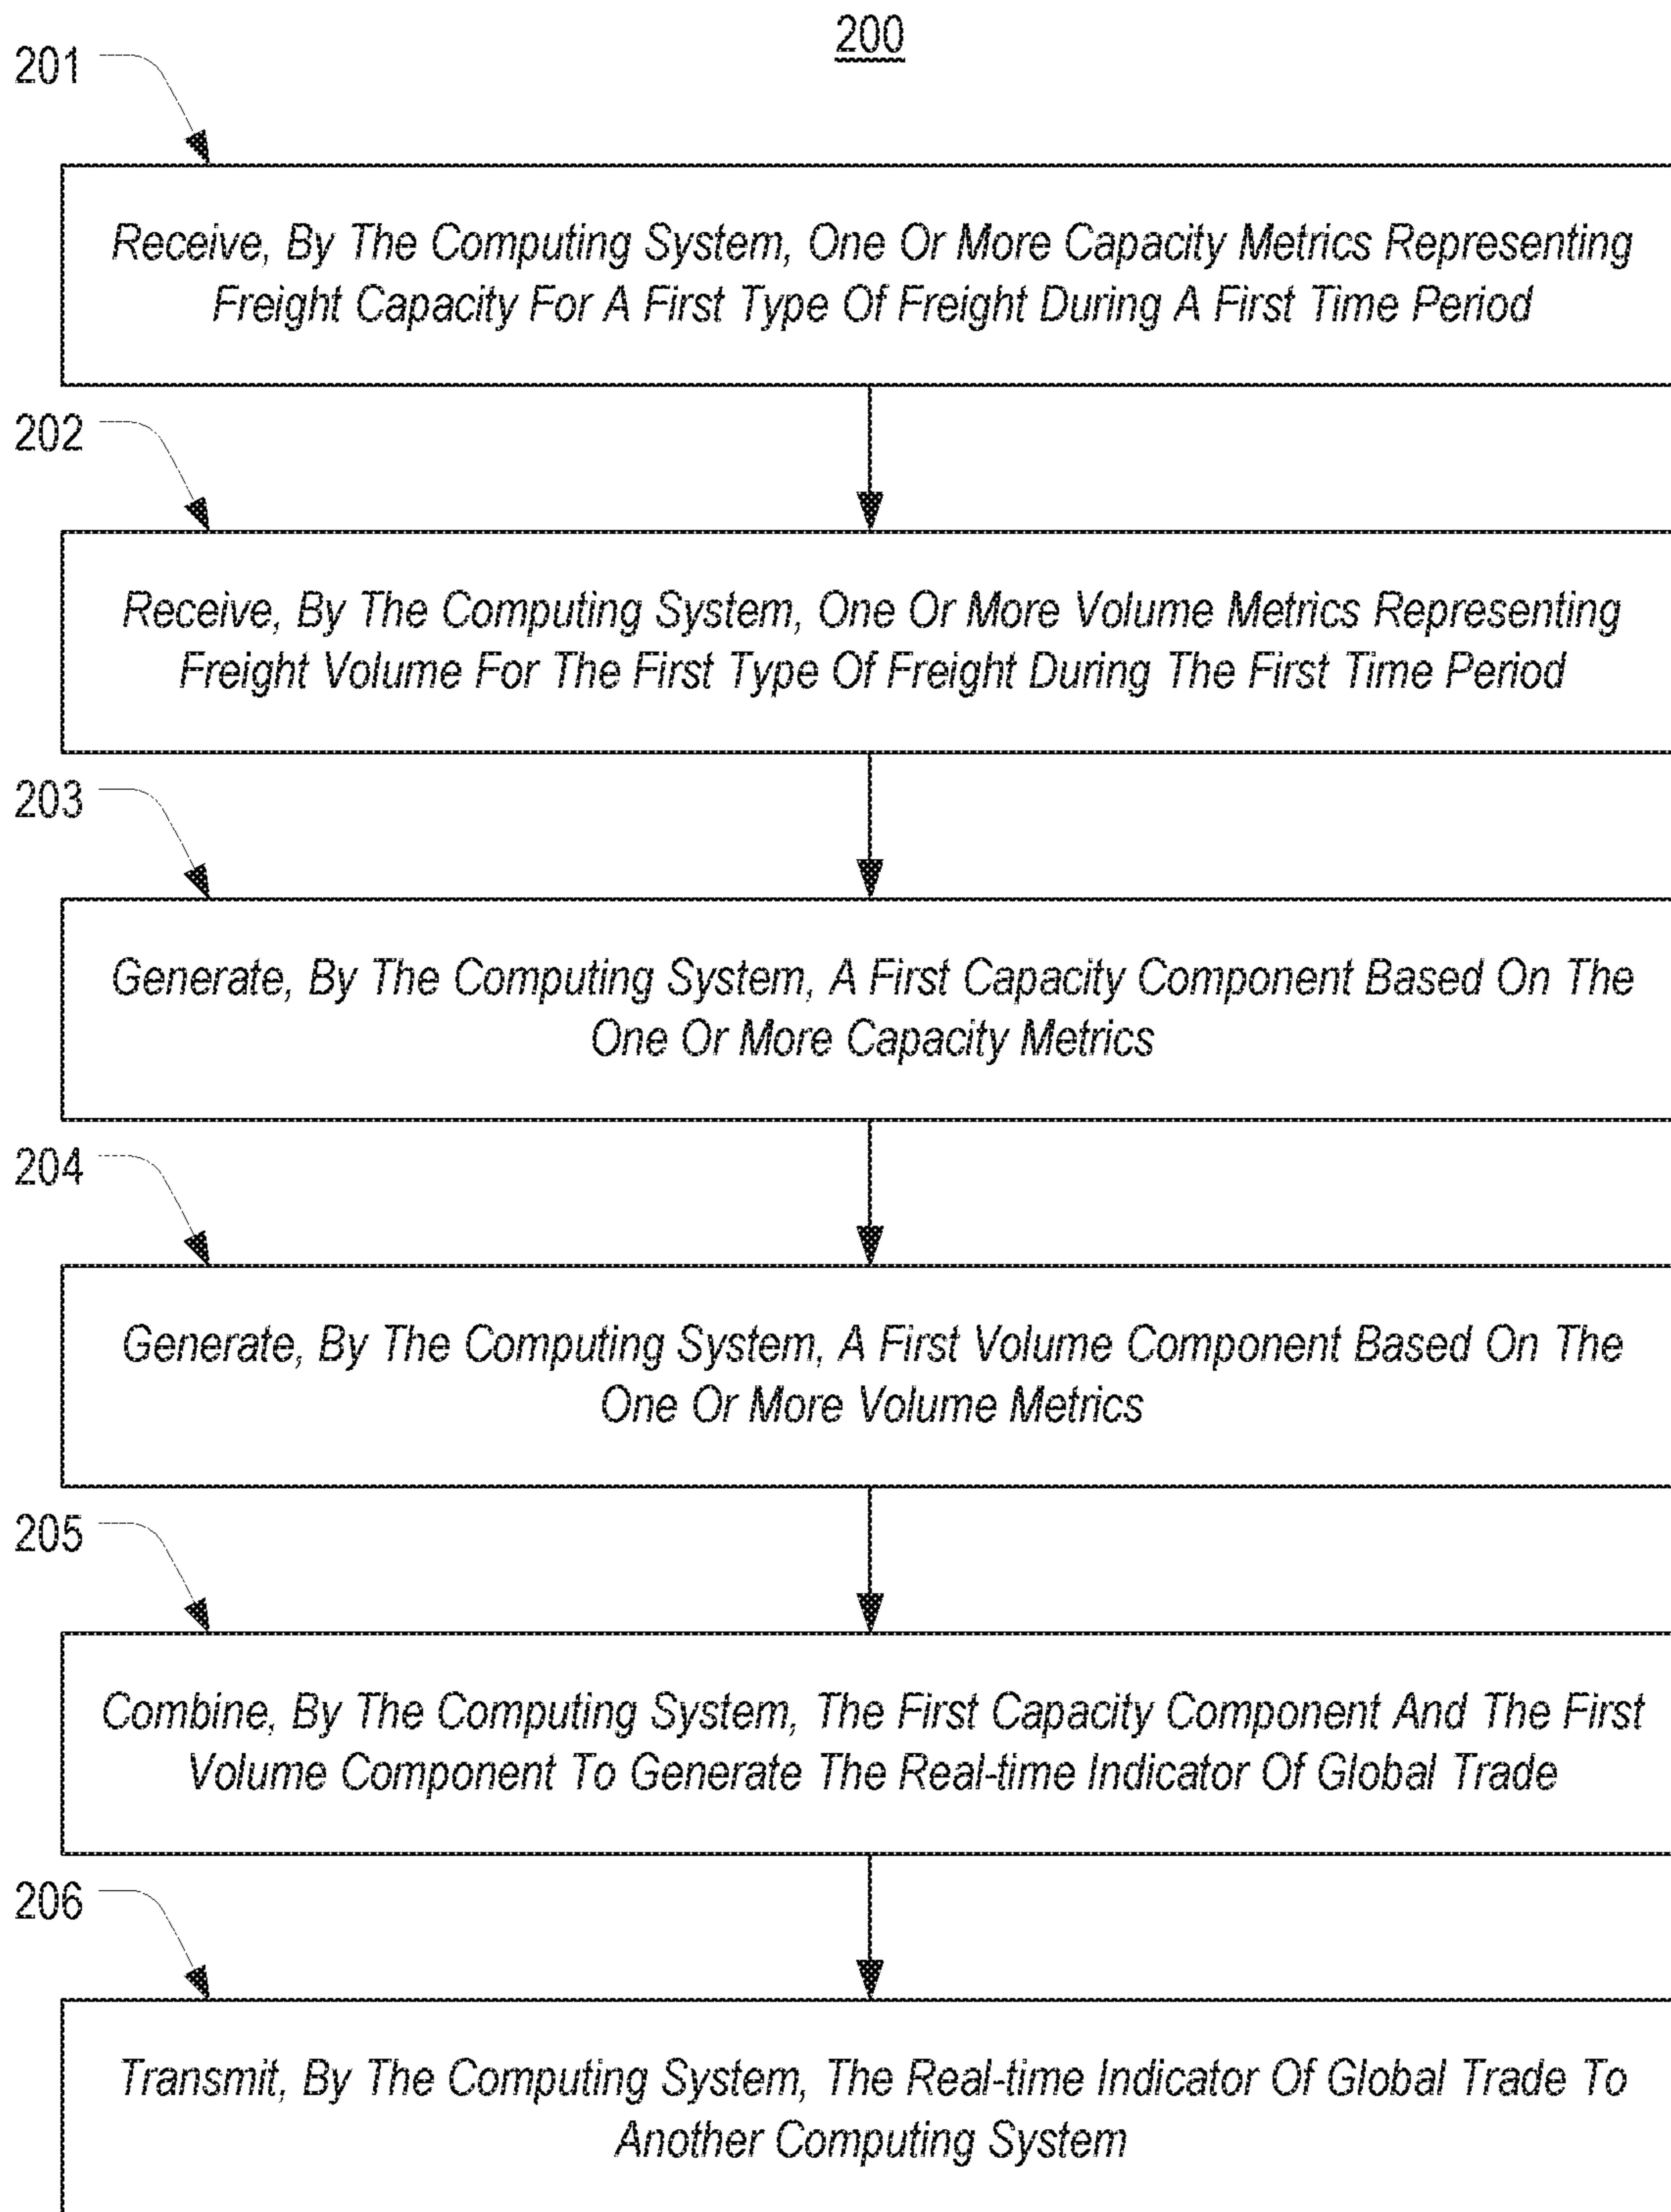 200
201
Receive, By The Computing System, One Or More Capacity Metrics Representing
Freight Capacity For A First Type Of Freight During A First Time Period
202
Receive, By The Computing System, One Or More Volume Metrics Representing
Freight Volume For The First Type Of Freight During The First Time Period
203
Generate, By The Computing System, A First Capacity Component Based On The
One Or More Capacity Metrics
204
Generate, By The Computing System, A First Volume Component Based On The
One Or More Volume Metrics
205
Combine, By The Computing System, The First Capacity Component And The First
Volume Component To Generate The Real-time Indicator Of Global Trade
206
Transmit, By The Computing System, The Real-time Indicator Of Global Trade To
Another Computing System